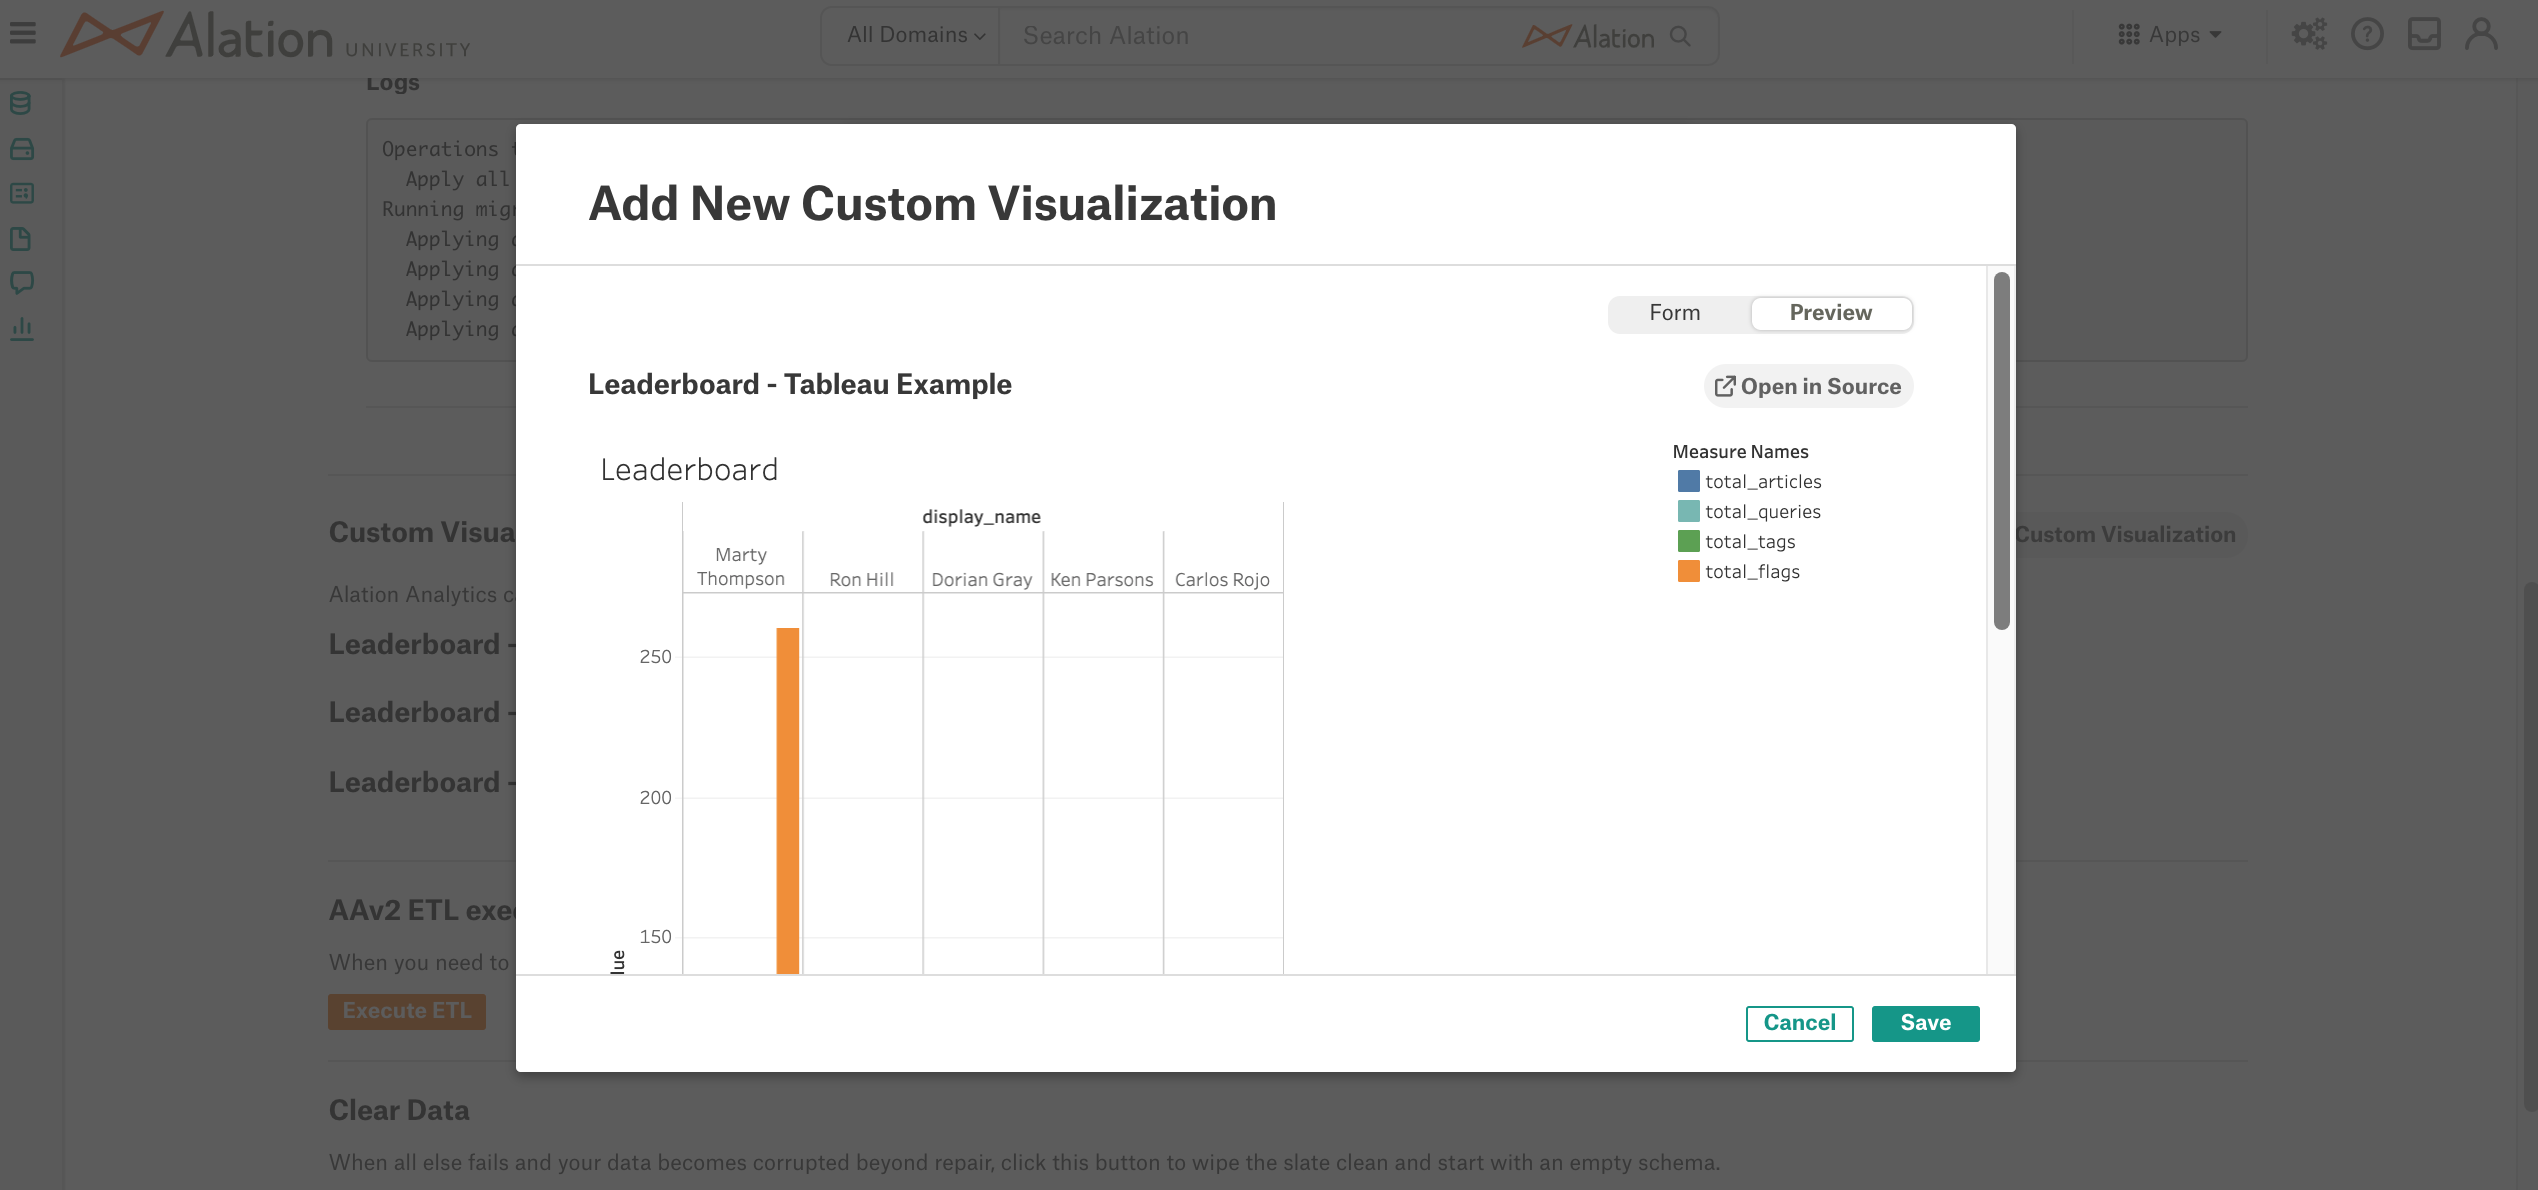 Alation UNIVERSITY
All Domains
Search Alation
Alation
Apps
Logs
Operations
Apply all
Running
Applying
Applying
Applying
Applying
Add New Custom Visualization
Form
Preview
Leaderboard - Tableau Example
Open in Source
Leaderboard
Measure Names
total_articles
total_queries
total_tags
total_flags
display_name
Marty
Thompson
Ron Hill
Dorian Gray
Ken Parsons
Carlos Rojo
250
200
150
lue
Cancel
Save
Custom
Custom Visualization
Alation Analytics
Leaderboard -
Leaderboard -
Leaderboard -
AAv2 ETL
When you need to
Execute ETL
Clear Data
When all else fails and your data becomes corrupted beyond repair, click this button to wipe the slate clean and start with an empty schema.